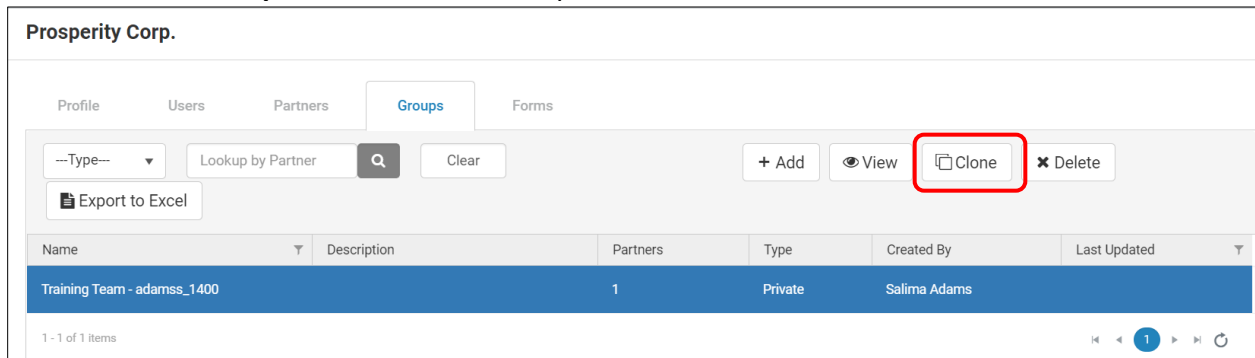 Prosperity Corp.
Profile Users Partners Groups Forms
---Type--- Lookup by Partner Clear + Add View Clone Delete
Export to Excel
Name Description Partners Type Created By Last Updated
Training Team - adamss_1400 1 Private Salima Adams
1 - 1 of 1 items 1